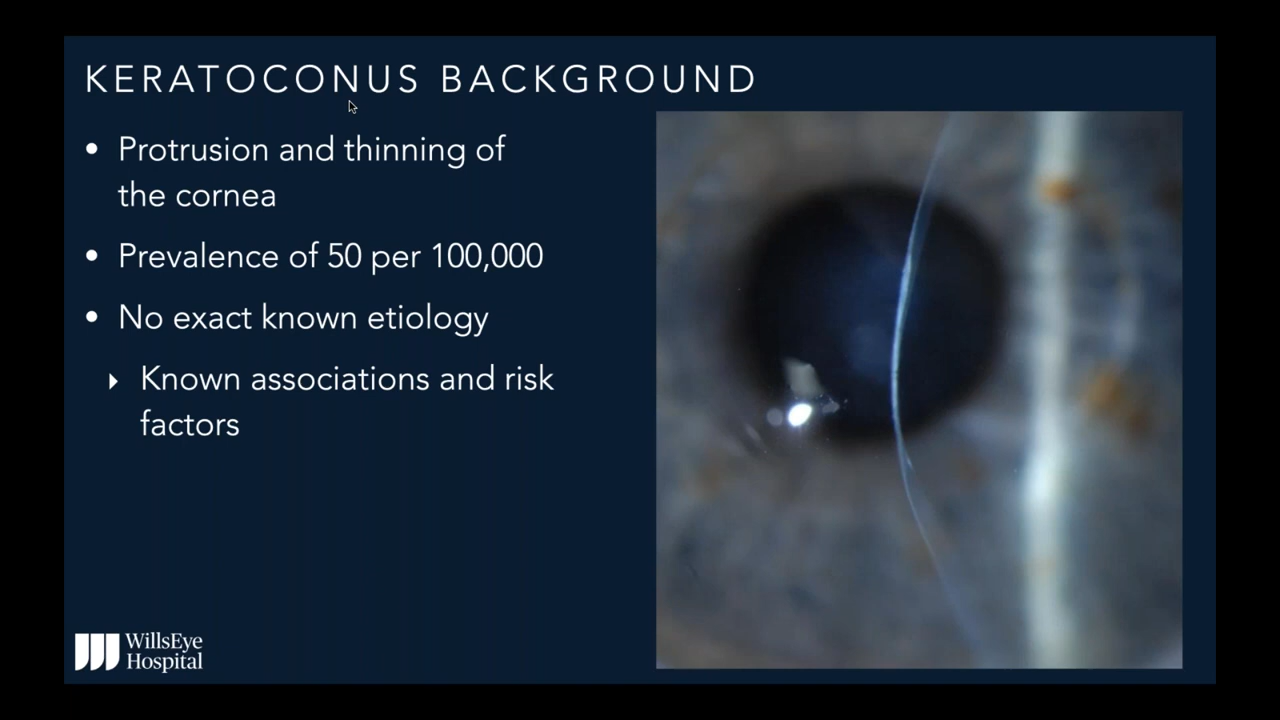 KERATOCONUS BACKGROUND
• Protrusion and thinning of
the cornea
• Prevalence of 50 per 100,000
• No exact known etiology
‣ Known associations and risk
factors
WillsEye
Hospital